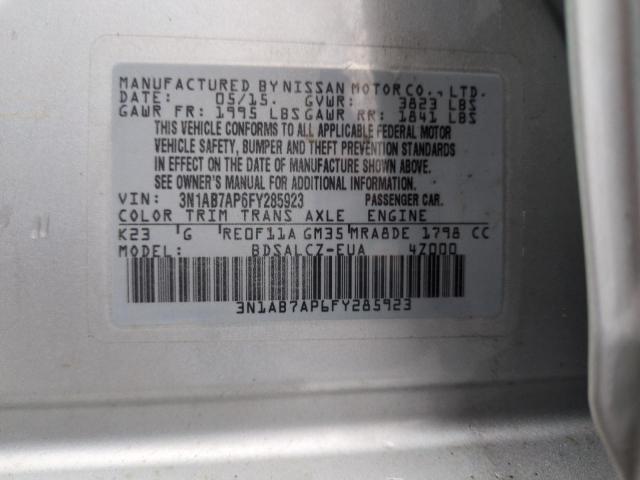 MANUFACTURED BY NISSAN MOTOR CO., LTD.
DATE: 05/15. GVWR: 3823 LBS
GAWR FR: 1995 LBS GAWR RR: 1841 LBS
THIS VEHICLE CONFORMS TO ALL APPLICABLE FEDERAL MOTOR
VEHICLE SAFETY, BUMPER AND THEFT PREVENTION STANDARDS
IN EFFECT ON THE DATE OF MANUFACTURE SHOWN ABOVE.
SEE OWNER'S MANUAL FOR ADDITIONAL INFORMATION.
VIN: 3N1AB7AP6FY285923 PASSENGER CAR.
COLOR TRIM TRANS AXLE ENGINE
K23 'G RE0F11A GM35 MRA8DE 1798 CC
MODEL: BDSALCZ-EUA 4Z000
3N1AB7AP6FY285923